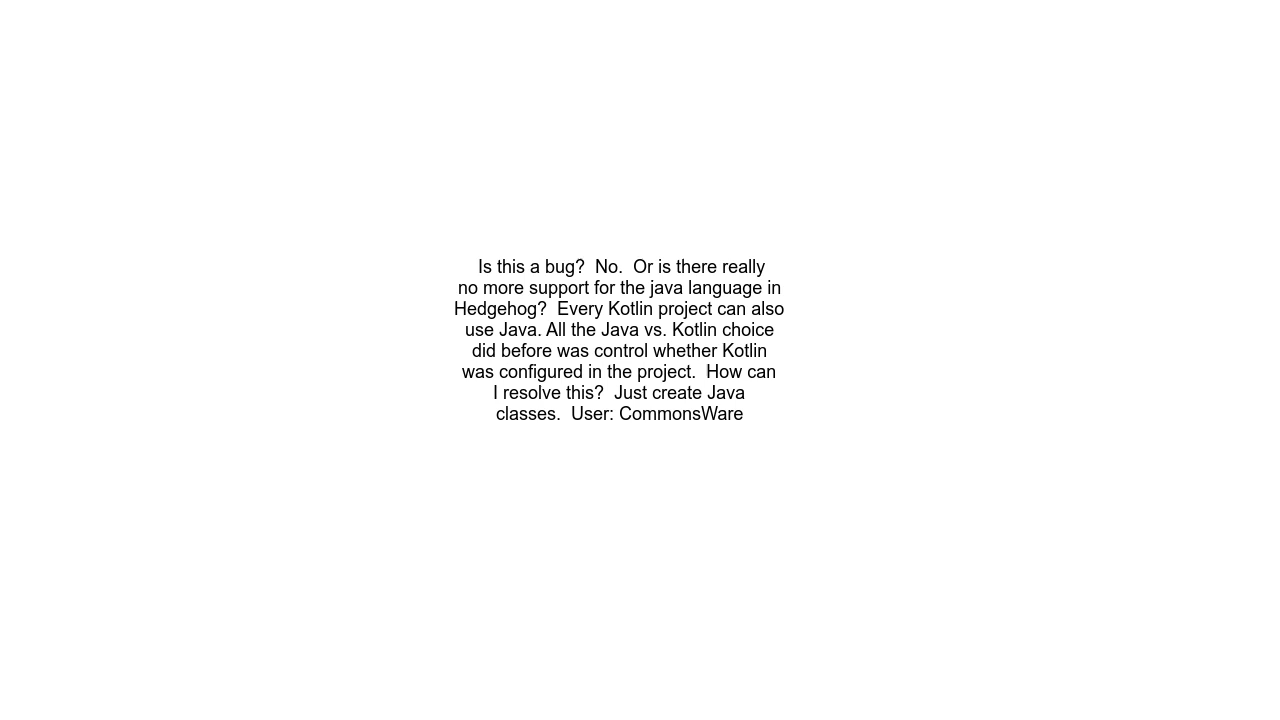 Is this a bug?  No.  Or is there really
no more support for the java language in
Hedgehog?  Every Kotlin project can also
use Java. All the Java vs. Kotlin choice
did before was control whether Kotlin
was configured in the project.  How can
I resolve this?  Just create Java
classes.  User: CommonsWare